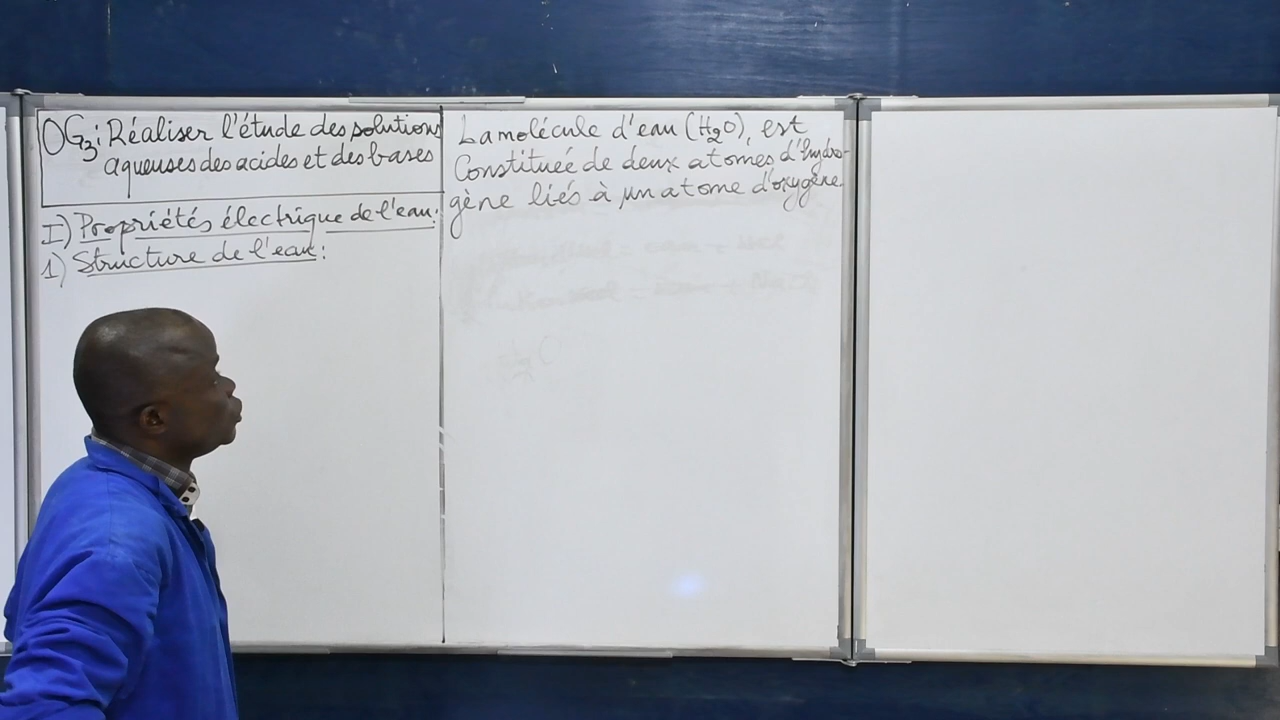 OG3: Réaliser l'étude des solutions
aqueuses des acides et des bases
I) Propriétés électrique de l'eau:
1) Structure de l'eau:
La molécule d'eau (H2O), est
Constituée de deux atomes d'hydro-
gène liés à un atome d'oxygène